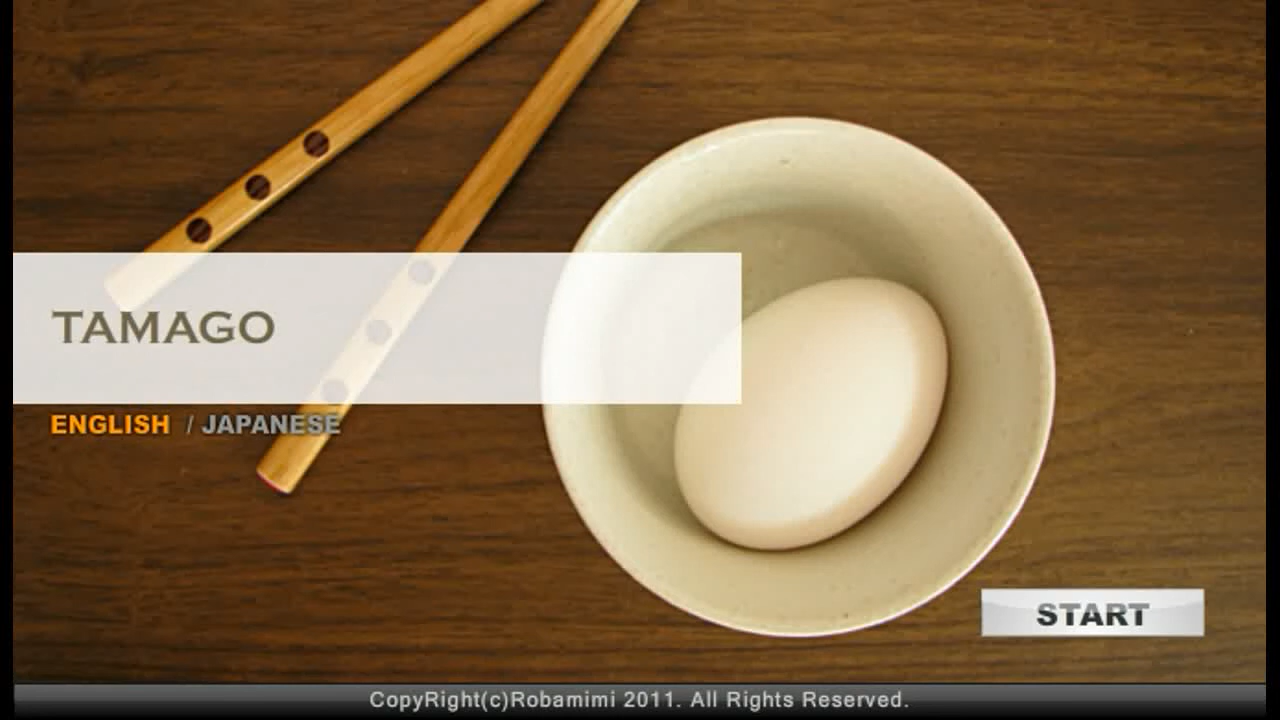 TAMAGO
ENGLISH / JAPANESE
START
CopyRight(c)Robamimi 2011. All Rights Reserved.